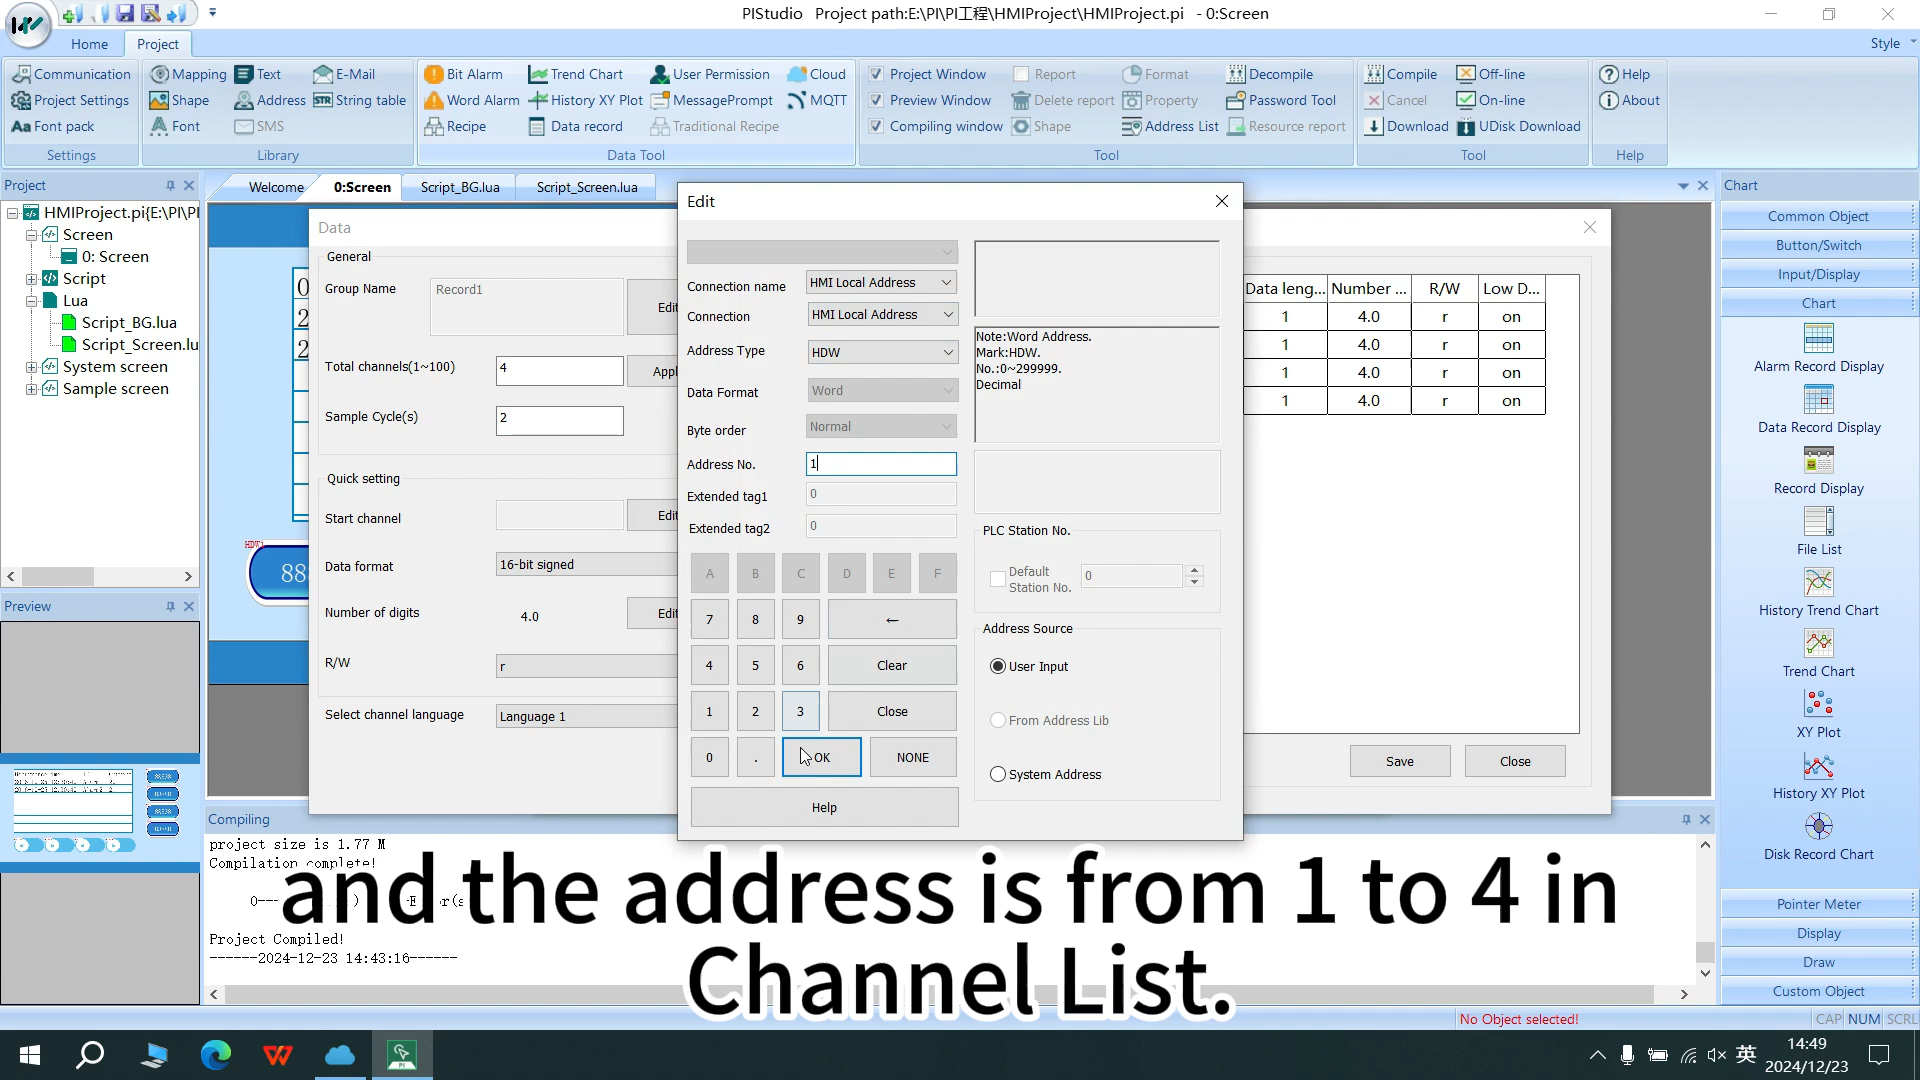 PIStudio Project path:E:\PI\PI工程\HMIProject\HMIProject.pi - 0:Screen
Home
Project
Style
Communication
Project Settings
Aa Font pack
Settings
Mapping
Text
E-Mail
Shape
Address
STR String table
Font
SMS
Library
Bit Alarm
Trend Chart
User Permission
Cloud
Word Alarm
History XY Plot
MessagePrompt
MQTT
Recipe
Data record
Traditional Recipe
Data Tool
Project Window
Report
Format
Decompile
Preview Window
Delete report
Property
Password Tool
Compiling window
Shape
Address List
Resource report
Tool
Compile
Off-line
Cancel
On-line
Download
UDisk Download
Tool
Help
About
Help
Project
HMIProject.pi{E:\PI\PI
Screen
0: Screen
Script
Lua
Script_BG.lua
Script_Screen.lu
System screen
Sample screen
Preview
Welcome
0:Screen
Script_BG.lua
Script_Screen.lua
0
2
2
HDW1
88
Data
General
Group Name
Record1
Edit
Total channels(1~100)
4
Appl
Sample Cycle(s)
2
Quick setting
Start channel
Edit
Data format
16-bit signed
Number of digits
4.0
Edit
R/W
r
Select channel language
Language 1
Edit
Connection name
HMI Local Address
Connection
HMI Local Address
Address Type
HDW
Data Format
Word
Byte order
Normal
Address No.
1
Extended tag1
0
Extended tag2
0
A B C D E F
7 8 9 ←
4 5 6 Clear
1 2 3 Close
0 . OK NONE
Help
Note:Word Address.
Mark:HDW.
No.:0~299999.
Decimal
PLC Station No.
Default
Station No.
0
Address Source
User Input
From Address Lib
System Address
Data leng... Number ... R/W Low D...
1 4.0 r on
1 4.0 r on
1 4.0 r on
1 4.0 r on
Save
Close
Compiling
project size is 1.77 M
Compilation complete!
Project Compiled!
------2024-12-23 14:43:16------
and the address is from 1 to 4 in
Channel List.
Chart
Common Object
Button/Switch
Input/Display
Chart
Alarm Record Display
Data Record Display
Record Display
File List
History Trend Chart
Trend Chart
XY Plot
History XY Plot
Disk Record Chart
Pointer Meter
Display
Draw
Custom Object
No Object selected!
CAP NUM SCRL
PI
英
14:49
2024/12/23